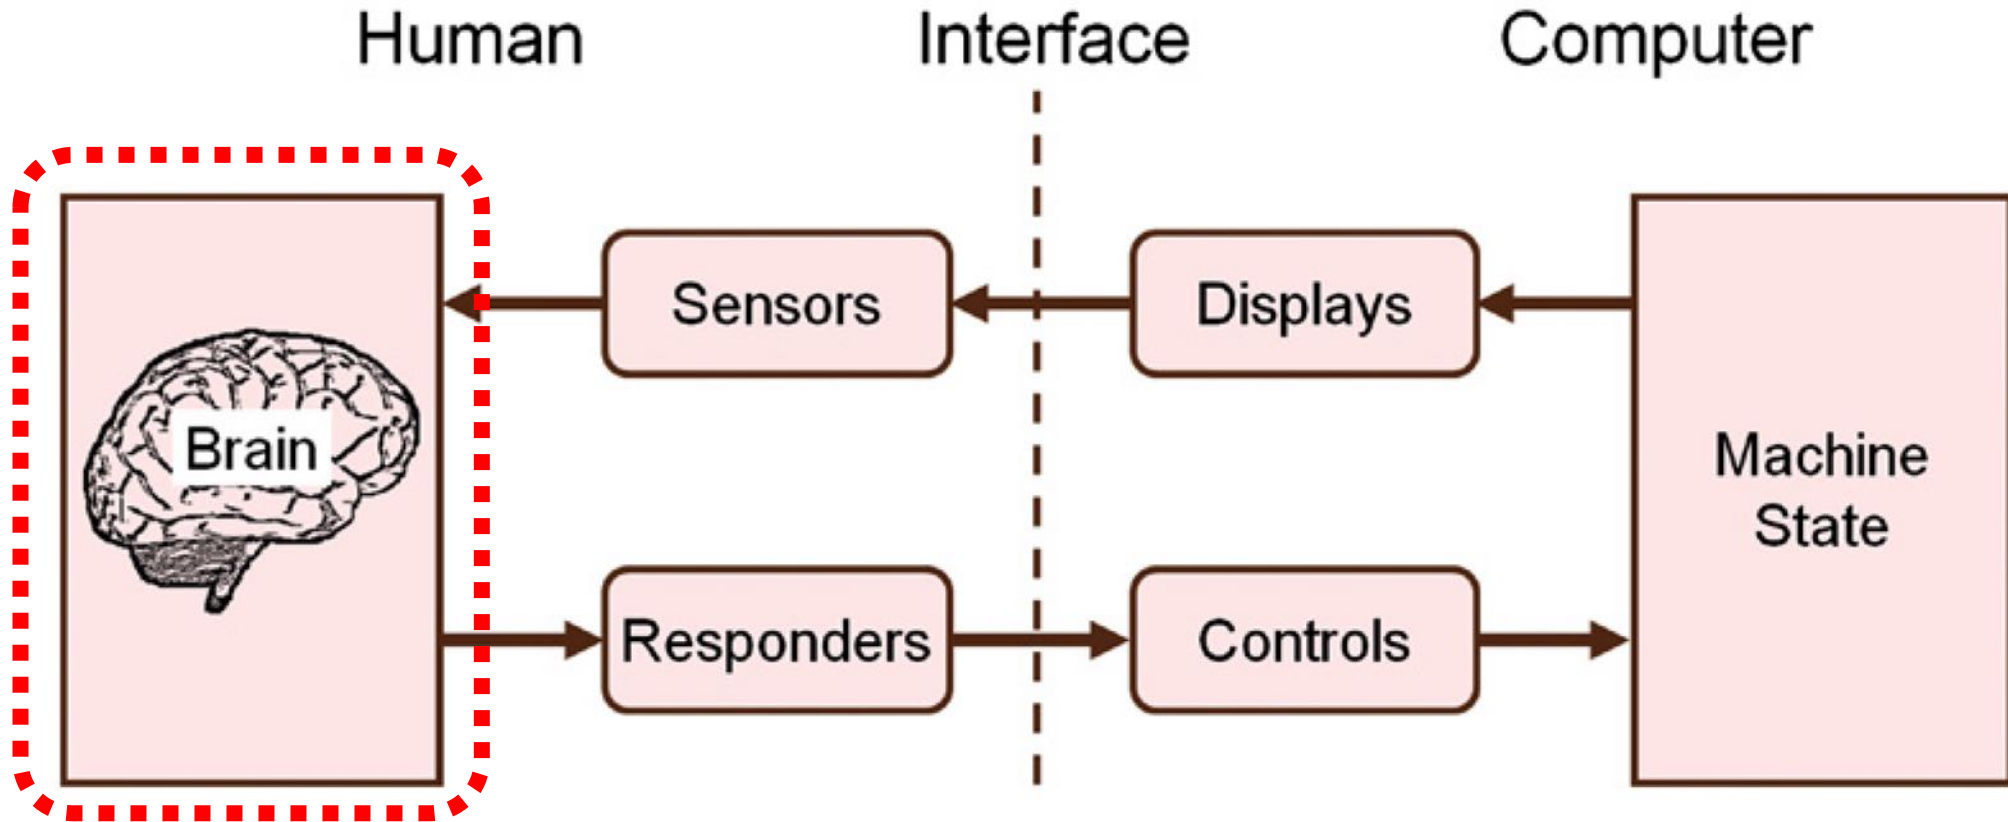 Human
Interface
Computer
Sensors
Displays
Brain
Machine
State
Responders
Controls